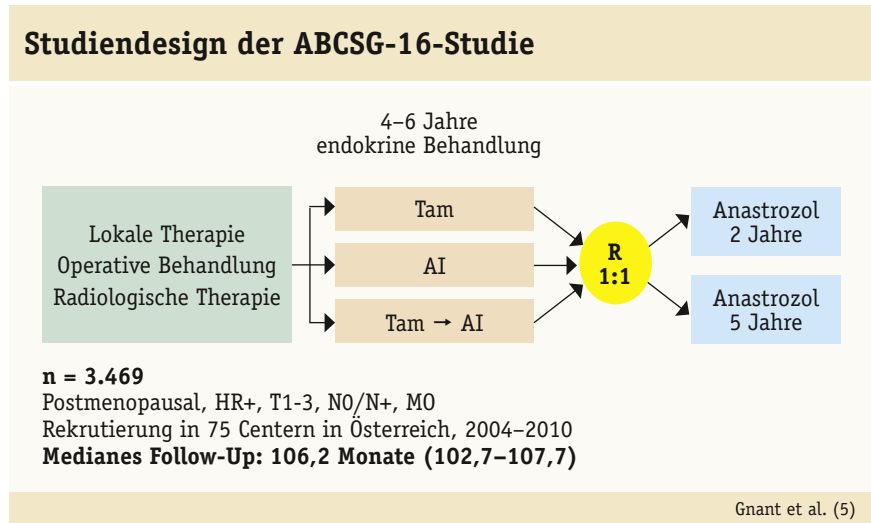 Studiendesign der ABCSG-16-Studie
4–6 Jahre
endokrine Behandlung
Lokale Therapie
Operative Behandlung
Radiologische Therapie
Tam
AI
Tam → AI
R
1:1
Anastrozol
2 Jahre
Anastrozol
5 Jahre
n = 3.469
Postmenopausal, HR+, T1-3, N0/N+, MO
Rekrutierung in 75 Centern in Österreich, 2004–2010
Medianes Follow-Up: 106,2 Monate (102,7–107,7)
Gnant et al. (5)